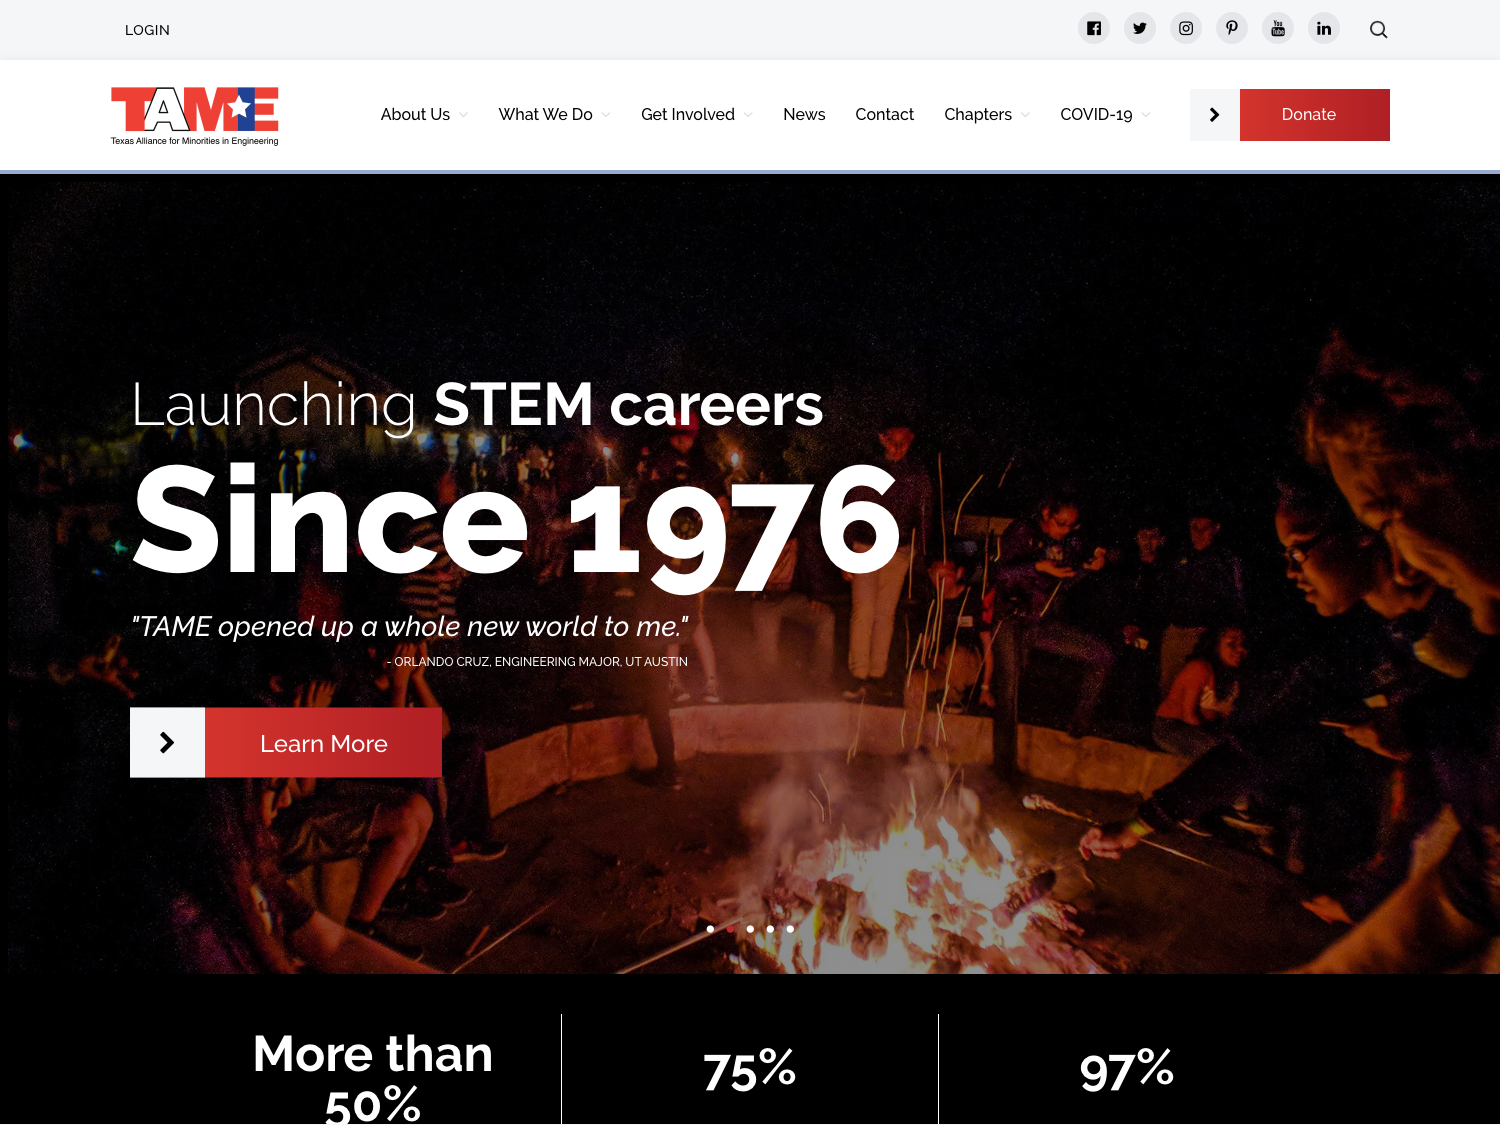 LOGIN
You
Tube
TAME
Texas Alliance for Minorities in Engineering
About Us
What We Do
Get Involved
News
Contact
Chapters
COVID-19
Donate
Launching STEM careers
Since 1976
"TAME opened up a whole new world to me."
- ORLANDO CRUZ, ENGINEERING MAJOR, UT AUSTIN
Learn More
More than
50%
75%
97%